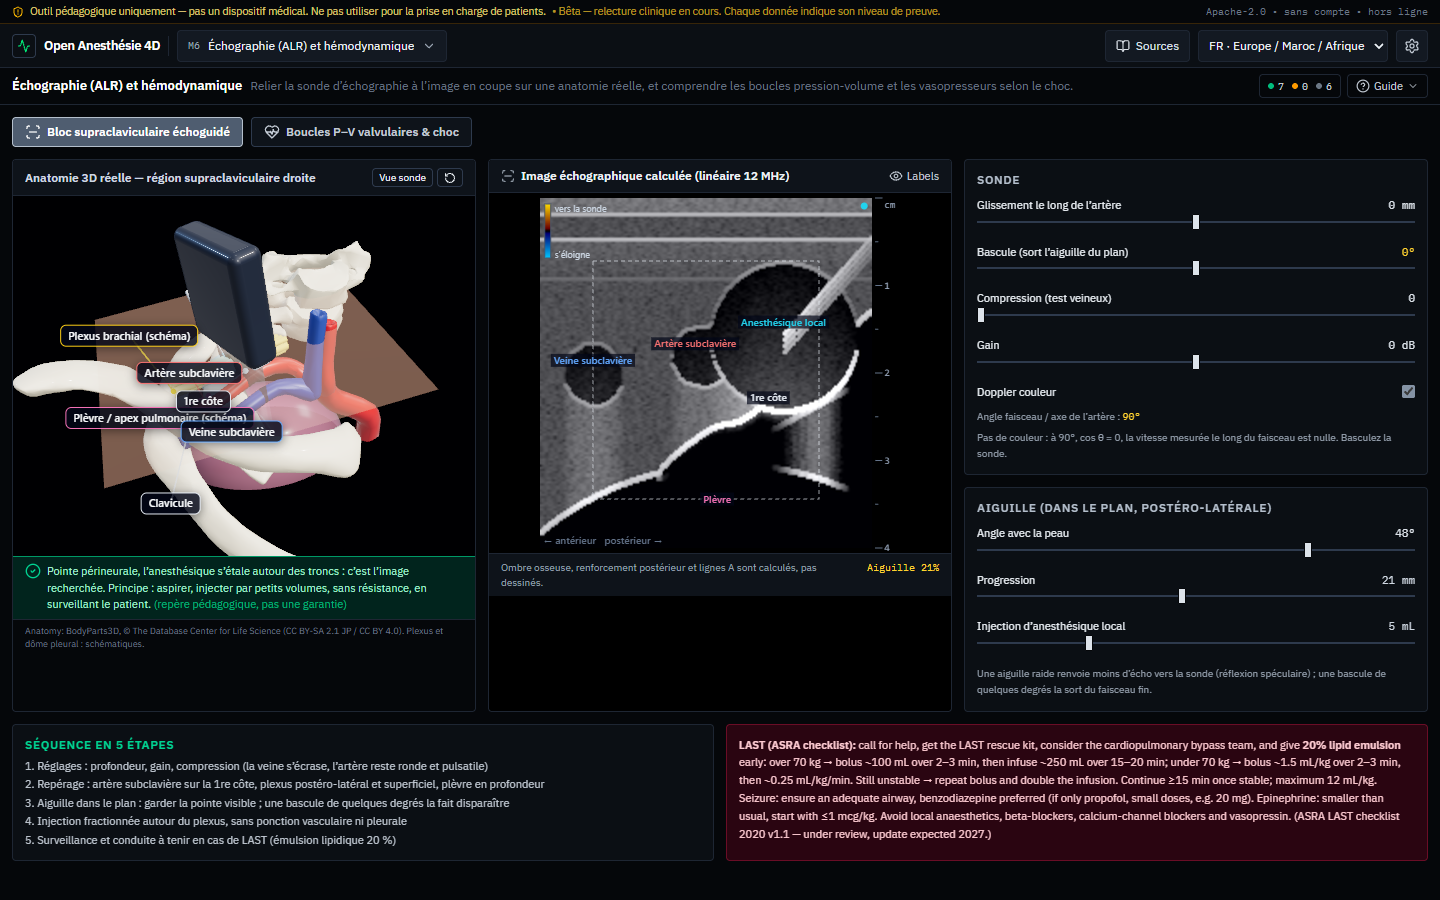 Outil pédagogique uniquement — pas un dispositif médical. Ne pas utiliser pour la prise en charge de patients. • Bêta — relecture clinique en cours. Chaque donnée indique son niveau de preuve.
Apache-2.0 • sans compte • hors ligne
Open Anesthésie 4D
M6 Échographie (ALR) et hémodynamique
Sources
FR · Europe / Maroc / Afrique
Échographie (ALR) et hémodynamique Relier la sonde d'échographie à l'image en coupe sur une anatomie réelle, et comprendre les boucles pression-volume et les vasopresseurs selon le choc.
7 0 6
Guide
Bloc supraclaviculaire échoguidé
Boucles P–V valvulaires & choc
Anatomie 3D réelle — région supraclaviculaire droite
Vue sonde
Plexus brachial (schéma)
Artère subclavière
1re côte
Plèvre / apex pulmonaire (schéma)
Veine subclavière
Clavicule
Pointe périneurale, l'anesthésique s'étale autour des troncs : c'est l'image
recherchée. Principe : aspirer, injecter par petits volumes, sans résistance, en
surveillant le patient. (repère pédagogique, pas une garantie)
Anatomy: BodyParts3D, © The Database Center for Life Science (CC BY-SA 2.1 JP / CC BY 4.0). Plexus et
dôme pleural : schématiques.
Image échographique calculée (linéaire 12 MHz)
Labels
vers la sonde
s'éloigne
cm
1
2
3
4
Anesthésique local
Artère subclavière
Veine subclavière
1re côte
Plèvre
← antérieur postérieur →
Ombre osseuse, renforcement postérieur et lignes A sont calculés, pas
dessinés.
Aiguille 21%
SONDE
Glissement le long de l'artère 0 mm
Bascule (sort l'aiguille du plan) 0°
Compression (test veineux) 0
Gain 0 dB
Doppler couleur
Angle faisceau / axe de l'artère : 90°
Pas de couleur : à 90°, cos θ = 0, la vitesse mesurée le long du faisceau est nulle. Basculez la
sonde.
AIGUILLE (DANS LE PLAN, POSTÉRO-LATÉRALE)
Angle avec la peau 48°
Progression 21 mm
Injection d'anesthésique local 5 mL
Une aiguille raide renvoie moins d'écho vers la sonde (réflexion spéculaire) ; une bascule de
quelques degrés la sort du faisceau fin.
SÉQUENCE EN 5 ÉTAPES
1. Réglages : profondeur, gain, compression (la veine s'écrase, l'artère reste ronde et pulsatile)
2. Repérage : artère subclavière sur la 1re côte, plexus postéro-latéral et superficiel, plèvre en profondeur
3. Aiguille dans le plan : garder la pointe visible ; une bascule de quelques degrés la fait disparaître
4. Injection fractionnée autour du plexus, sans ponction vasculaire ni pleurale
5. Surveillance et conduite à tenir en cas de LAST (émulsion lipidique 20 %)
LAST (ASRA checklist): call for help, get the LAST rescue kit, consider the cardiopulmonary bypass team, and give 20% lipid emulsion
early: over 70 kg → bolus ~100 mL over 2–3 min, then infuse ~250 mL over 15–20 min; under 70 kg → bolus ~1.5 mL/kg over 2–3 min,
then ~0.25 mL/kg/min. Still unstable → repeat bolus and double the infusion. Continue ≥15 min once stable; maximum 12 mL/kg.
Seizure: ensure an adequate airway, benzodiazepine preferred (if only propofol, small doses, e.g. 20 mg). Epinephrine: smaller than
usual, start with ≤1 mcg/kg. Avoid local anaesthetics, beta-blockers, calcium-channel blockers and vasopressin. (ASRA LAST checklist
2020 v1.1 — under review, update expected 2027.)